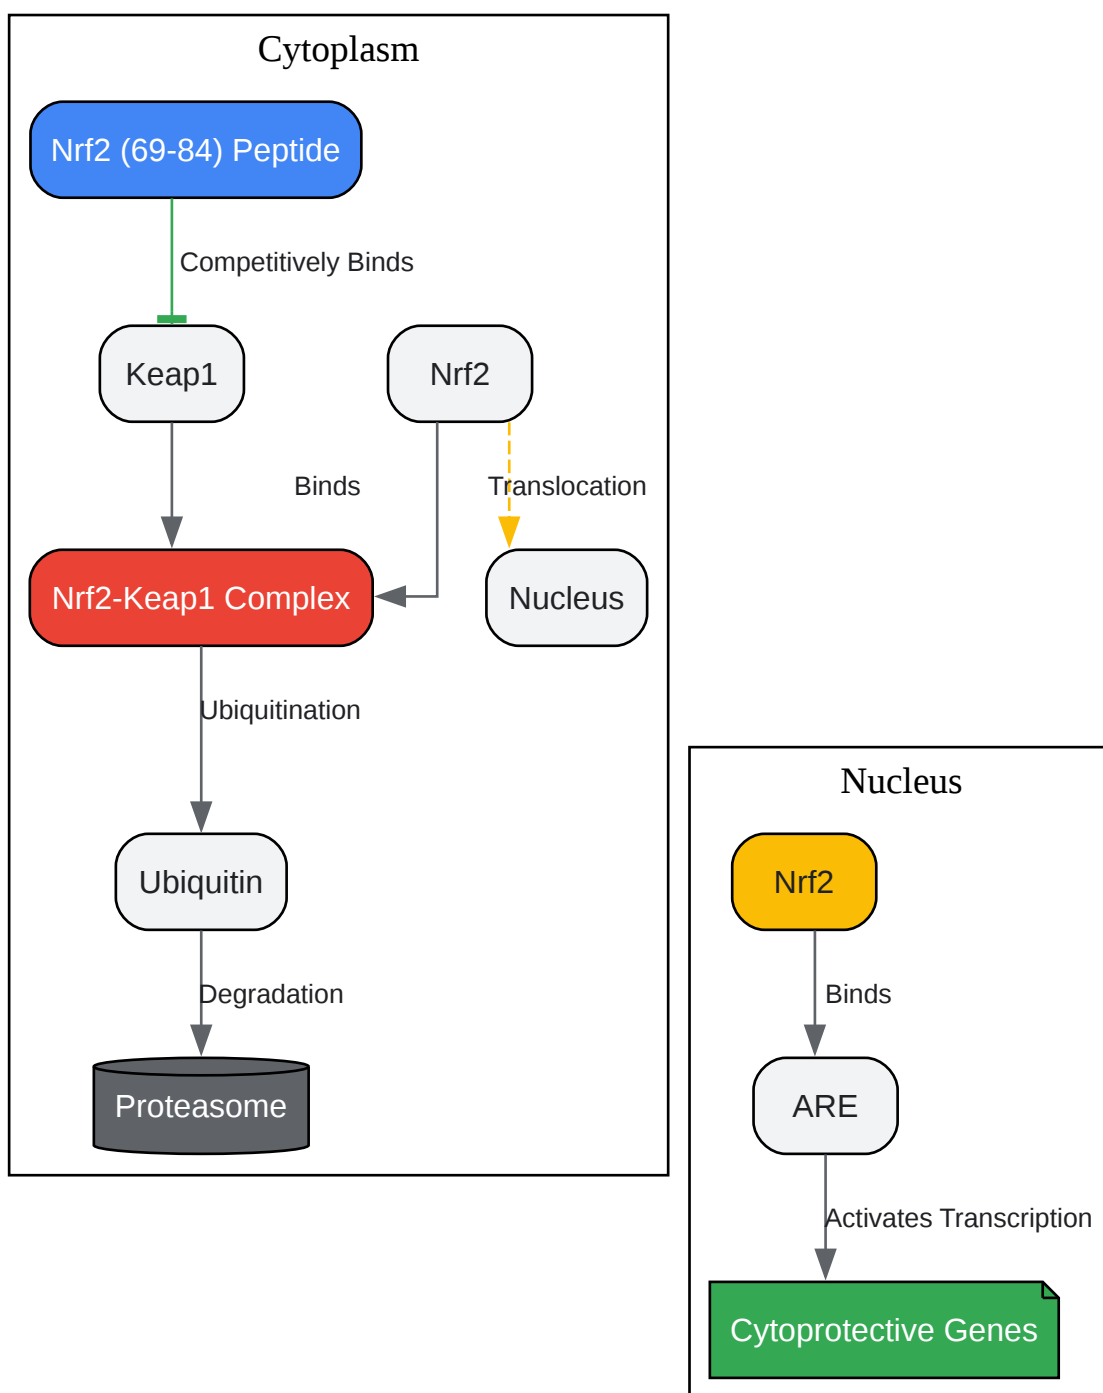 Cytoplasm
Nrf2 (69-84) Peptide
Competitively Binds
Keap1
Nrf2
Binds
Translocation
Nrf2-Keap1 Complex
Nucleus
Ubiquitination
Ubiquitin
Degradation
Proteasome
Nucleus
Nrf2
Binds
ARE
Activates Transcription
Cytoprotective Genes